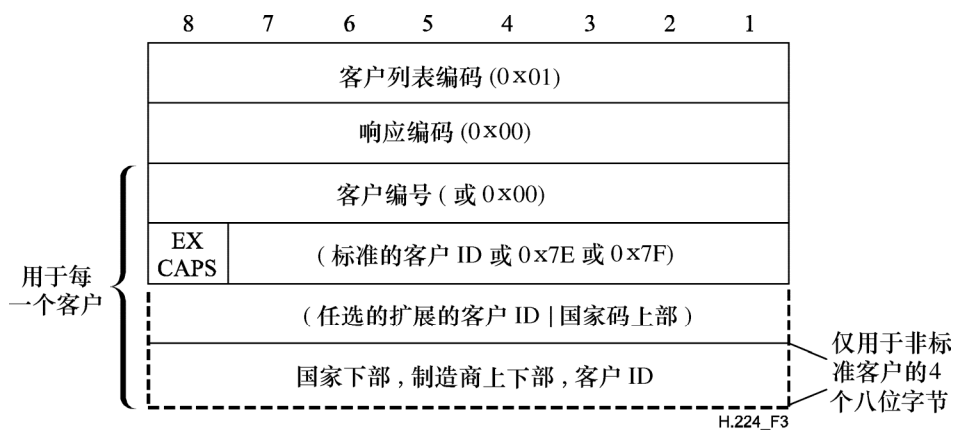 8 7 6 5 4 3 2 1
客户列表编码(0x01)
响应编码(0x00)
客户编号(或0x00)
EX
CAPS
(标准的客户 ID 或 0x7E 或 0x7F)
用于每
一个客户
(任选的扩展的客户 ID | 国家码上部)
国家下部,制造商上下部,客户 ID
仅用于非标
准客户的4
个八位字节
H.224_F3